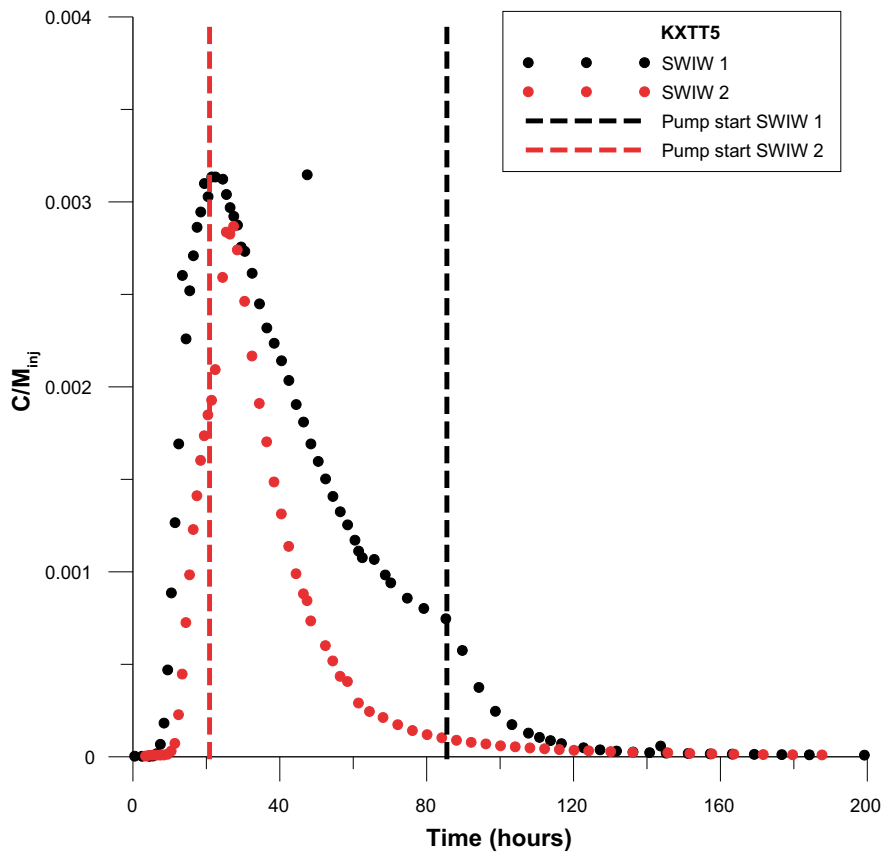 KXTT5
SWIW 1
SWIW 2
Pump start SWIW 1
Pump start SWIW 2
0.004
0.003
0.002
0.001
0
C/Minj
0 40 80 120 160 200
Time (hours)